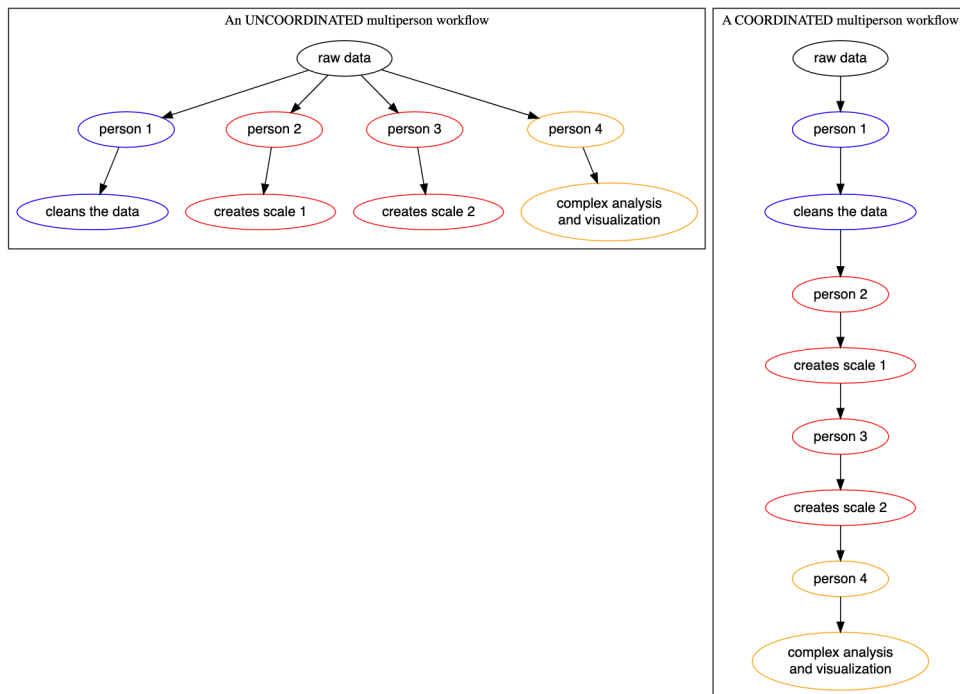 An UNCOORDINATED multiperson workflow
raw data
person 1
person 2
person 3
person 4
cleans the data
creates scale 1
creates scale 2
complex analysis
and visualization
A COORDINATED multiperson workflow
raw data
person 1
cleans the data
person 2
creates scale 1
person 3
creates scale 2
person 4
complex analysis
and visualization